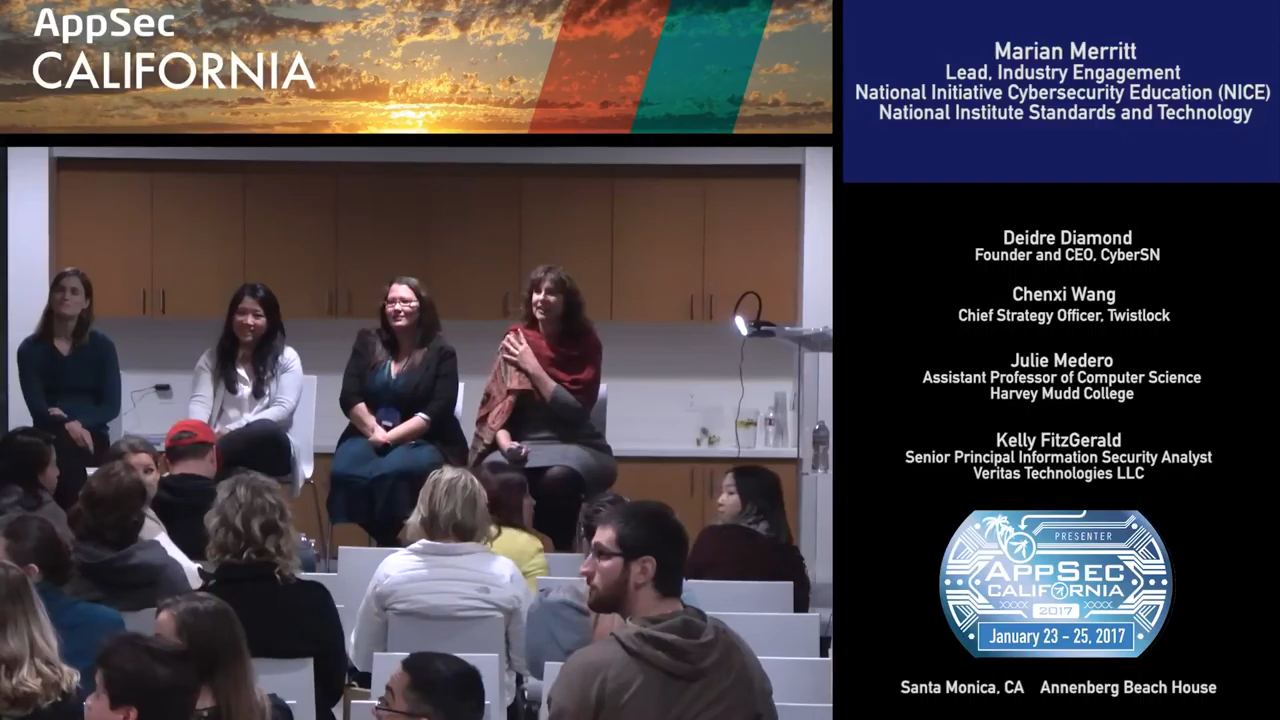 AppSec
CALIFORNIA
Marian Merritt
Lead, Industry Engagement
National Initiative Cybersecurity Education (NICE)
National Institute Standards and Technology
Deidre Diamond
Founder and CEO, CyberSN
Chenxi Wang
Chief Strategy Officer, Twistlock
Julie Medero
Assistant Professor of Computer Science
Harvey Mudd College
Kelly FitzGerald
Senior Principal Information Security Analyst
Veritas Technologies LLC
PRESENTER
APPSEC
CALIFORNIA
2017
January 23 - 25, 2017
Santa Monica, CA Annenberg Beach House